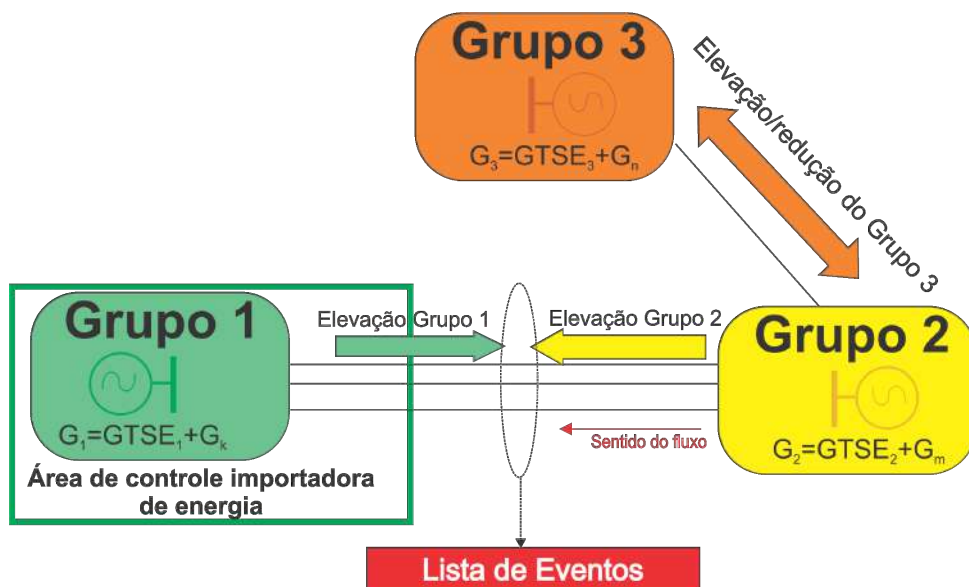 Grupo 3
G₃=GTSE₃+Gₙ
Elevação/redução do Grupo 3
Grupo 1
G₁=GTSE₁+Gₖ
Área de controle importadora
de energia
Elevação Grupo 1
Elevação Grupo 2
Sentido do fluxo
Grupo 2
G₂=GTSE₂+Gₘ
Lista de Eventos